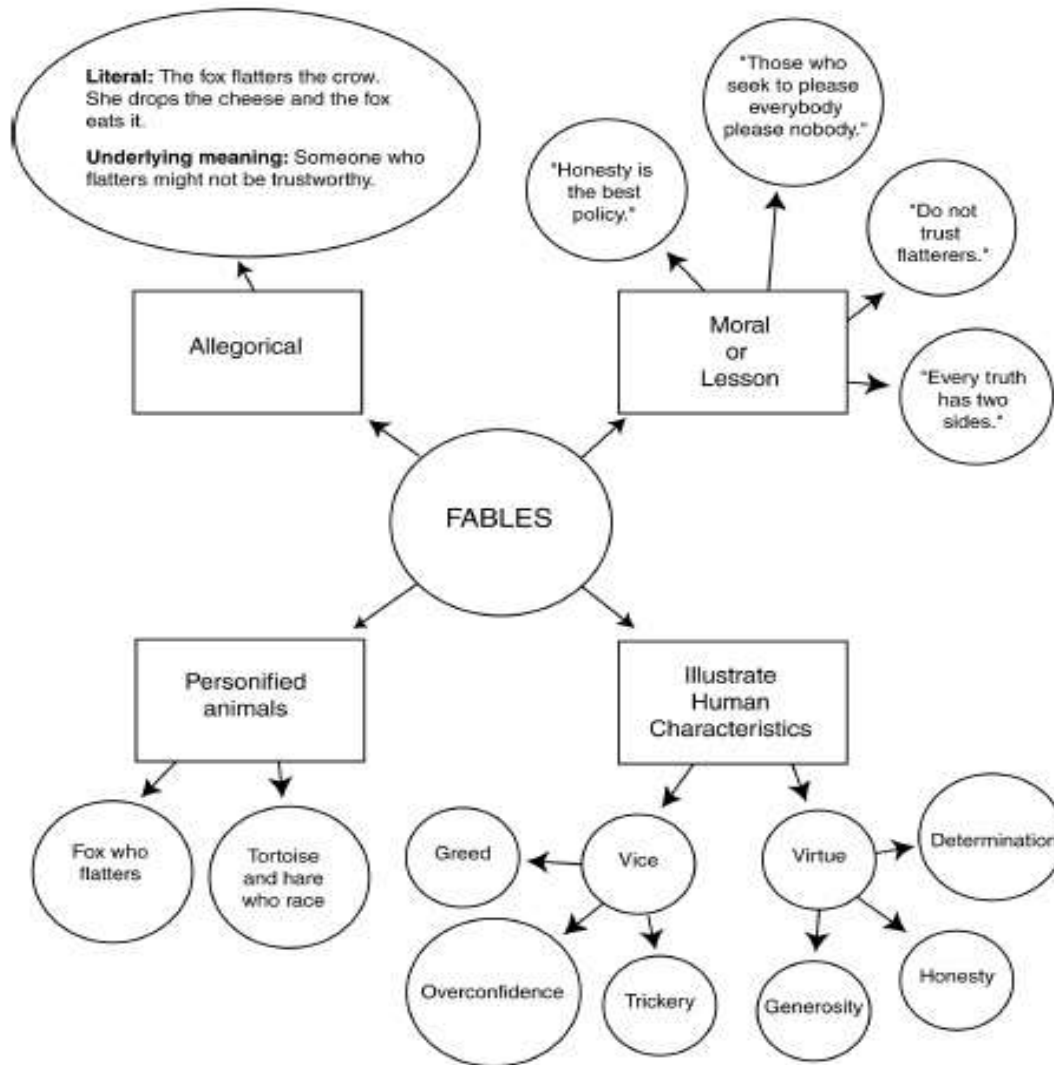 Literal: The fox flatters the crow.
She drops the cheese and the fox
eats it.
Underlying meaning: Someone who
flatters might not be trustworthy.
"Those who
seek to please
everybody
please nobody."
"Honesty is
the best
policy."
"Do not
trust
flatterers."
Allegorical
Moral
or
Lesson
"Every truth
has two
sides."
FABLES
Personified
animals
Illustrate
Human
Characteristics
Fox who
flatters
Tortoise
and hare
who race
Greed
Vice
Virtue
Determination
Overconfidence
Trickery
Generosity
Honesty